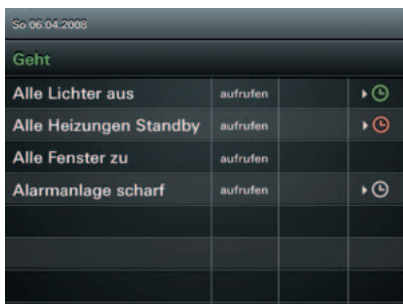 So 06.04.2008
Geht
Alle Lichter aus aufrufen
Alle Heizungen Standby aufrufen
Alle Fenster zu aufrufen
Alarmanlage scharf aufrufen